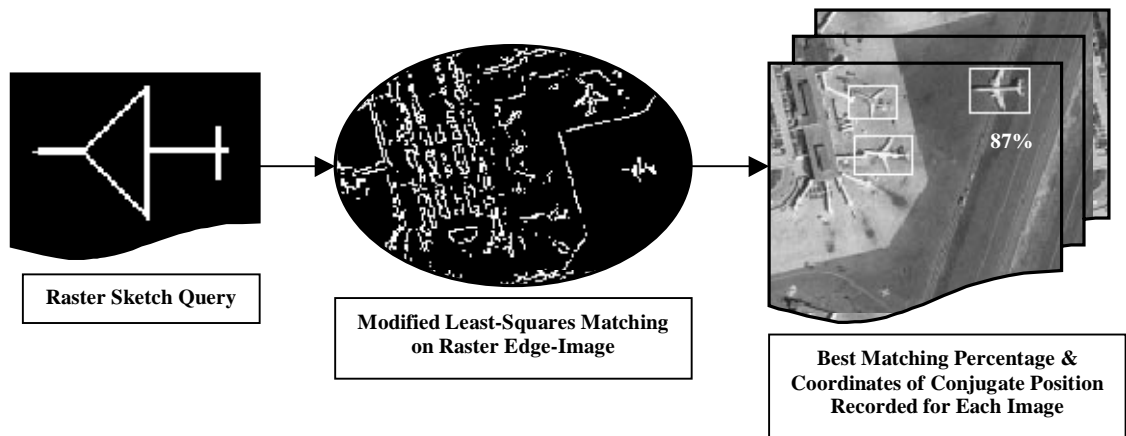 87%
Raster Sketch Query
Modified Least-Squares Matching
on Raster Edge-Image
Best Matching Percentage &
Coordinates of Conjugate Position
Recorded for Each Image